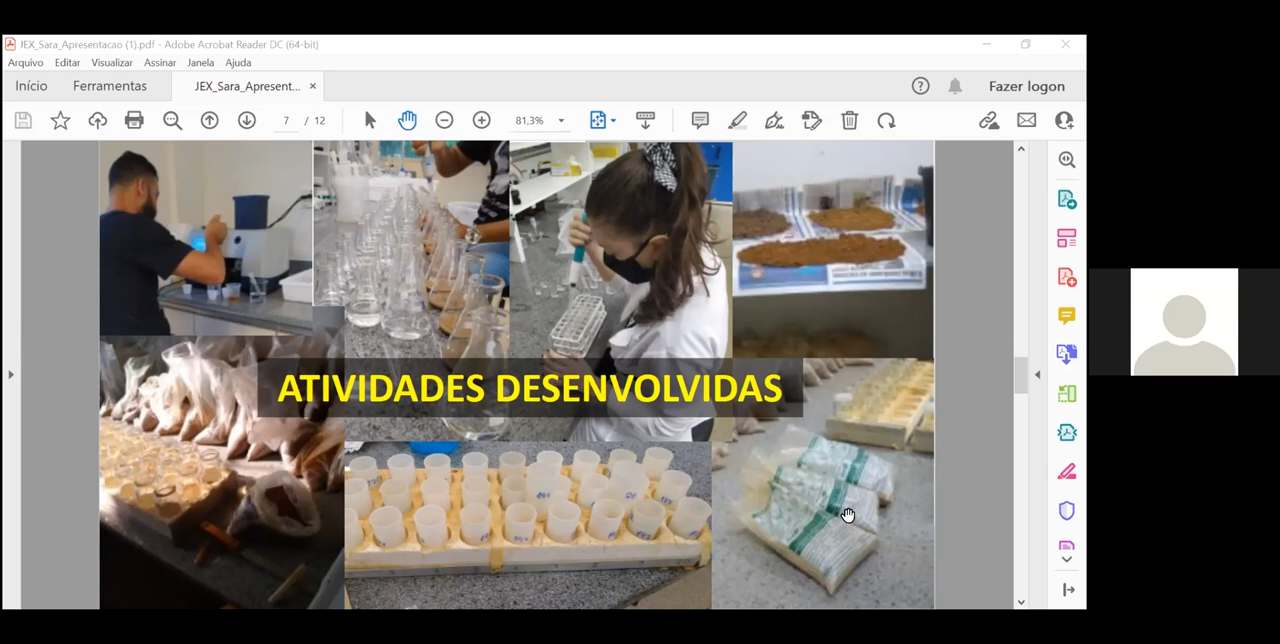 JEX_Sara_Apresentacao (1).pdf - Adobe Acrobat Reader DC (64-bit)
Arquivo Editar Visualizar Assinar Janela Ajuda
Início Ferramentas JEX_Sara_Apresent... × Fazer logon
7 / 12 81,3%
ATIVIDADES DESENVOLVIDAS